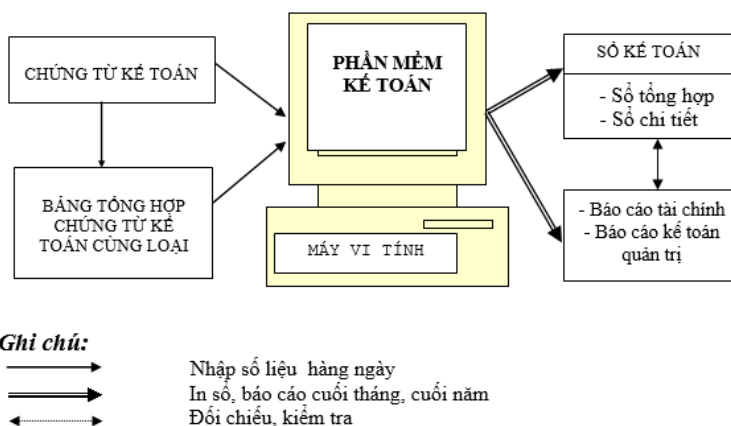 CHỨNG TỪ KẾ TOÁN
PHẦN MỀM
KẾ TOÁN
SỔ KẾ TOÁN
- Sổ tổng hợp
- Sổ chi tiết
BẢNG TỔNG HỢP
CHỨNG TỪ KẾ
TOÁN CÙNG LOẠI
MÁY VI TÍNH
- Báo cáo tài chính
- Báo cáo kế toán
quản trị
Ghi chú:
Nhập số liệu hàng ngày
In sổ, báo cáo cuối tháng, cuối năm
Đối chiếu, kiểm tra